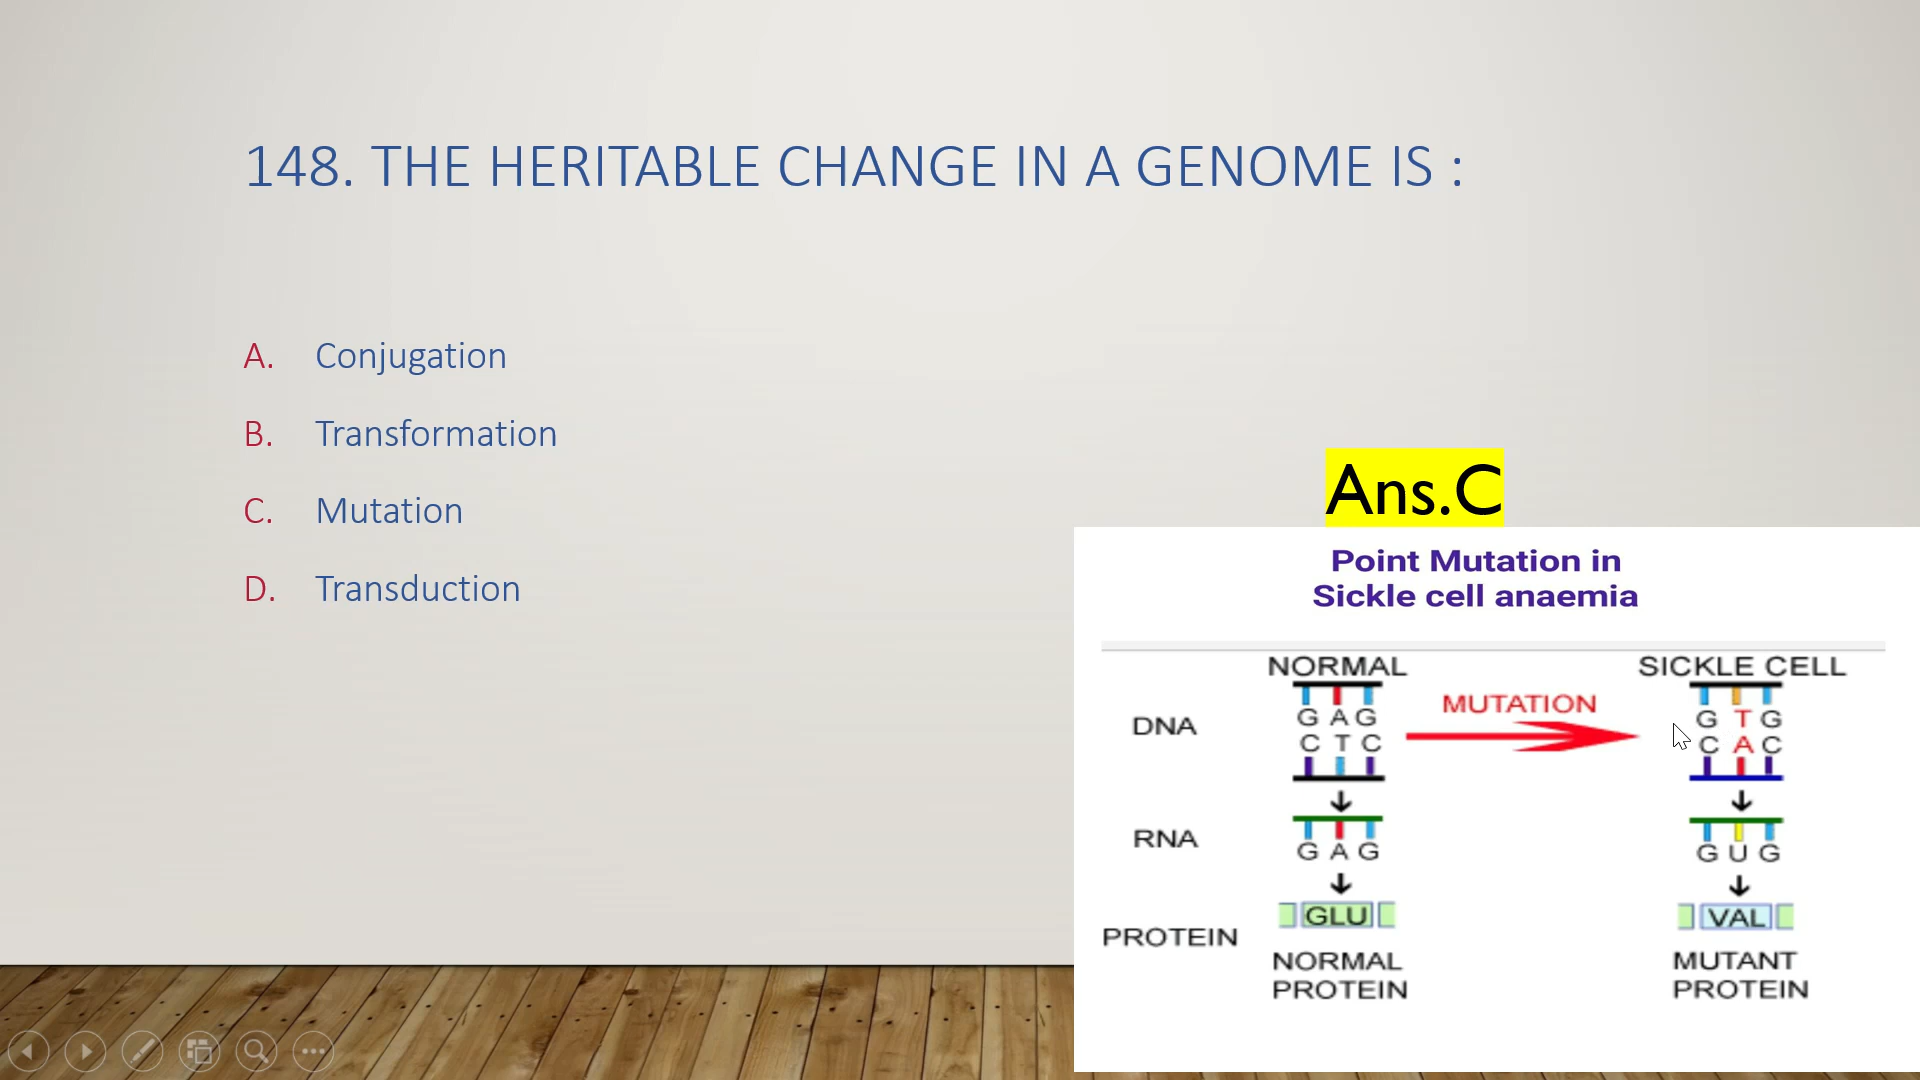 148. THE HERITABLE CHANGE IN A GENOME IS :
A. Conjugation
B. Transformation
C. Mutation
D. Transduction
Ans.C
Point Mutation in
Sickle cell anaemia
NORMAL SICKLE CELL
MUTATION
DNA
G A G G T G
C T C C A C
RNA
G A G G U G
GLU VAL
PROTEIN
NORMAL MUTANT
PROTEIN PROTEIN